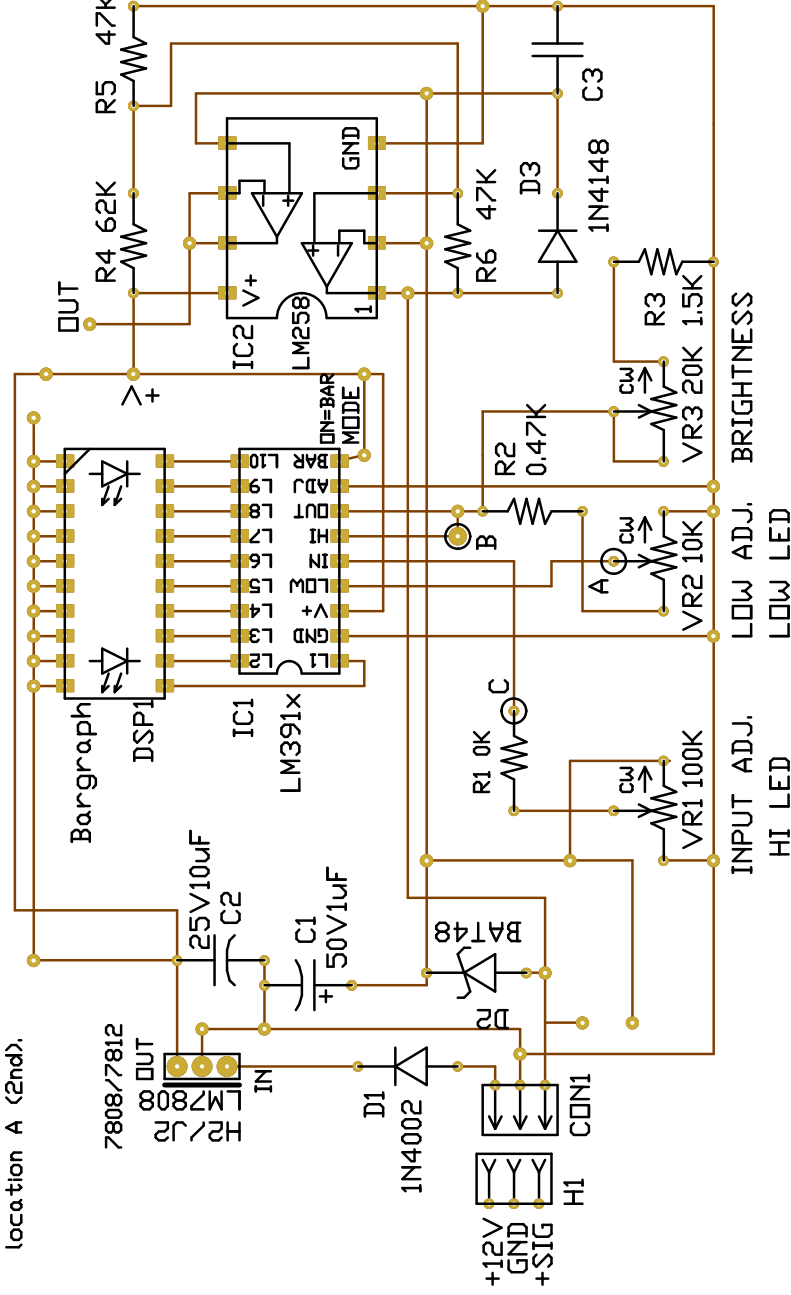 location A (2nd).
7808/7812
OUT
LM7808
H2/J2
IN
25V10uF
C2
C1
50V1uF
D1
1N4002
BAT48
D2
CON1
H1
+12V
GND
+SIG
Bargraph
DSP1
IC1
LM391x
L10
L9
L8
L7
L6
L5
L4
L3
L2
BAR
ADJ
OUT
HI
IN
LOW
V+
GND
L1
ON=BAR
MODE
V+
OUT
R4 62K
R5 47K
IC2
LM258
V+
GND
1
R6 47K
D3
1N4148
C3
R3 1.5K
CW
VR3 20K
BRIGHTNESS
R2
0.47K
B
A
CW
VR2 10K
LOW ADJ.
LOW LED
C
R1 0K
CW
VR1 100K
INPUT ADJ.
HI LED